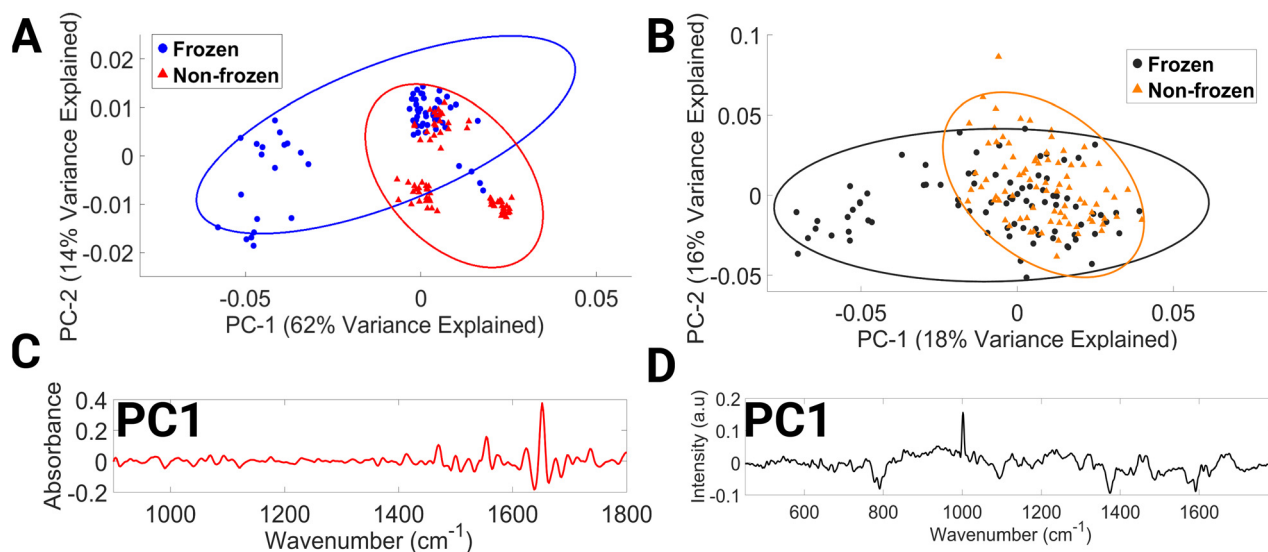 A
PC-2 (14% Variance Explained)
0.02
0.01
0
-0.01
-0.02
Frozen
Non-frozen
-0.05
0
0.05
PC-1 (62% Variance Explained)
B
PC-2 (16% Variance Explained)
0.1
0.05
0
-0.05
Frozen
Non-frozen
-0.05
0
0.05
PC-1 (18% Variance Explained)
C
Absorbance
0.4
0.2
0
-0.2
PC1
1000 1200 1400 1600 1800
Wavenumber (cm⁻¹)
D
Intensity (a.u)
0.2
0.1
0
-0.1
PC1
600 800 1000 1200 1400 1600
Wavenumber (cm⁻¹)